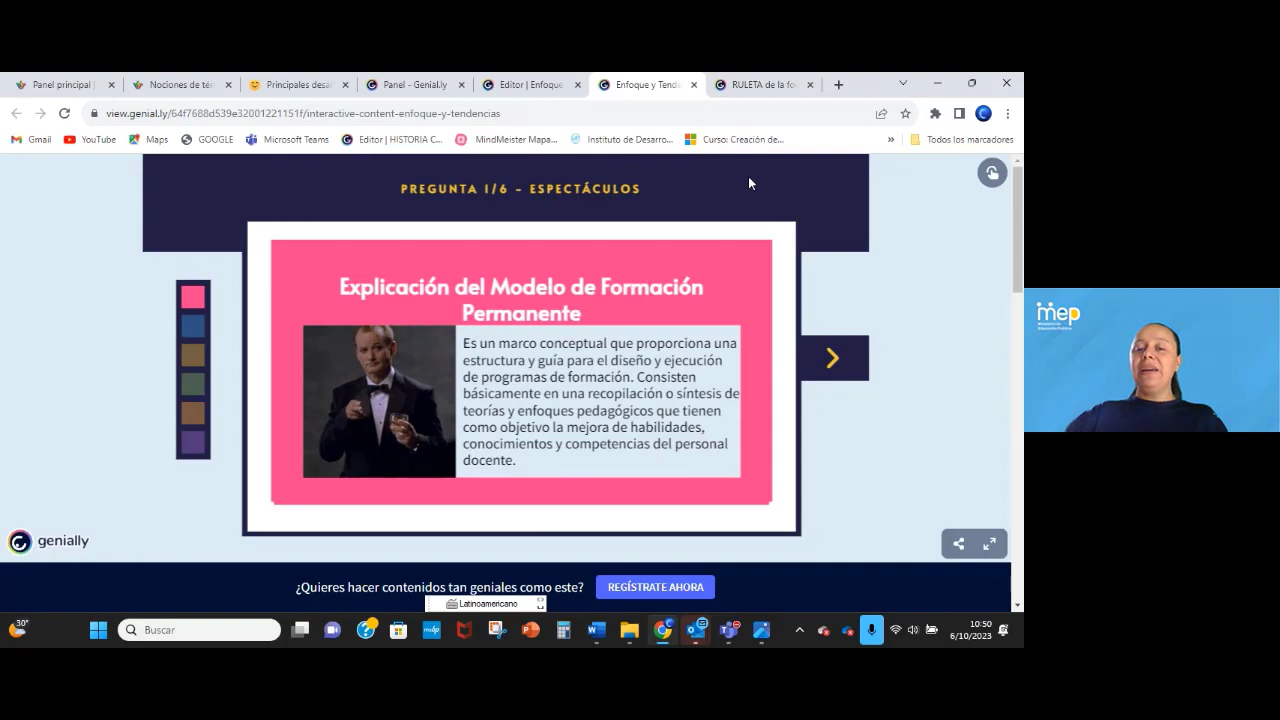 Panel principal |
Nociones de tér
Principales desa
Panel - Genial.ly
Editor | Enfoque
Enfoque y Tend
RULETA de la fo
view.genial.ly/64f7688d539e32001221151f/interactive-content-enfoque-y-tendencias
Gmail
YouTube
Maps
GOOGLE
Microsoft Teams
Editor | HISTORIA C...
MindMeister Mapa...
Instituto de Desarro...
Curso: Creación de...
»
Todos los marcadores
PREGUNTA 1/6 - ESPECTÁCULOS
Explicación del Modelo de Formación
Permanente
Es un marco conceptual que proporciona una
estructura y guía para el diseño y ejecución
de programas de formación. Consisten
básicamente en una recopilación o síntesis de
teorías y enfoques pedagógicos que tienen
como objetivo la mejora de habilidades,
conocimientos y competencias del personal
docente.
genially
mep
¿Quieres hacer contenidos tan geniales como este?
REGÍSTRATE AHORA
Latinoamericano
30°
Buscar
10:50
6/10/2023